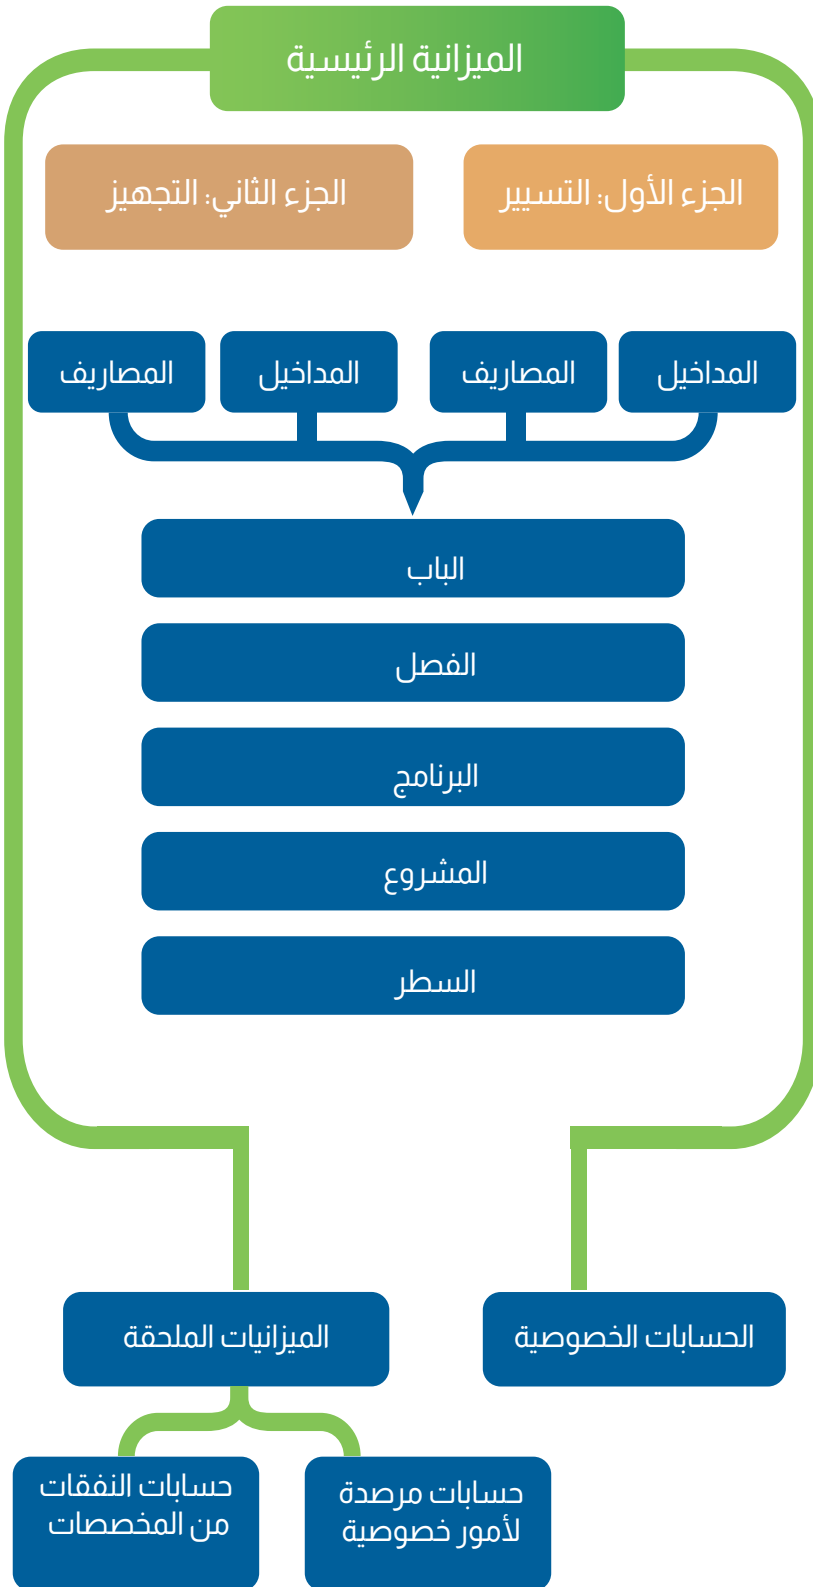 الميزانية الرئيسية
الجزء الأول: التسيير
الجزء الثاني: التجهيز
المداخيل
المصاريف
المداخيل
المصاريف
الباب
الفصل
البرنامج
المشروع
السطر
الحسابات الخصوصية
الميزانيات الملحقة
حسابات مرصدة
لأمور خصوصية
حسابات النفقات
من المخصصات